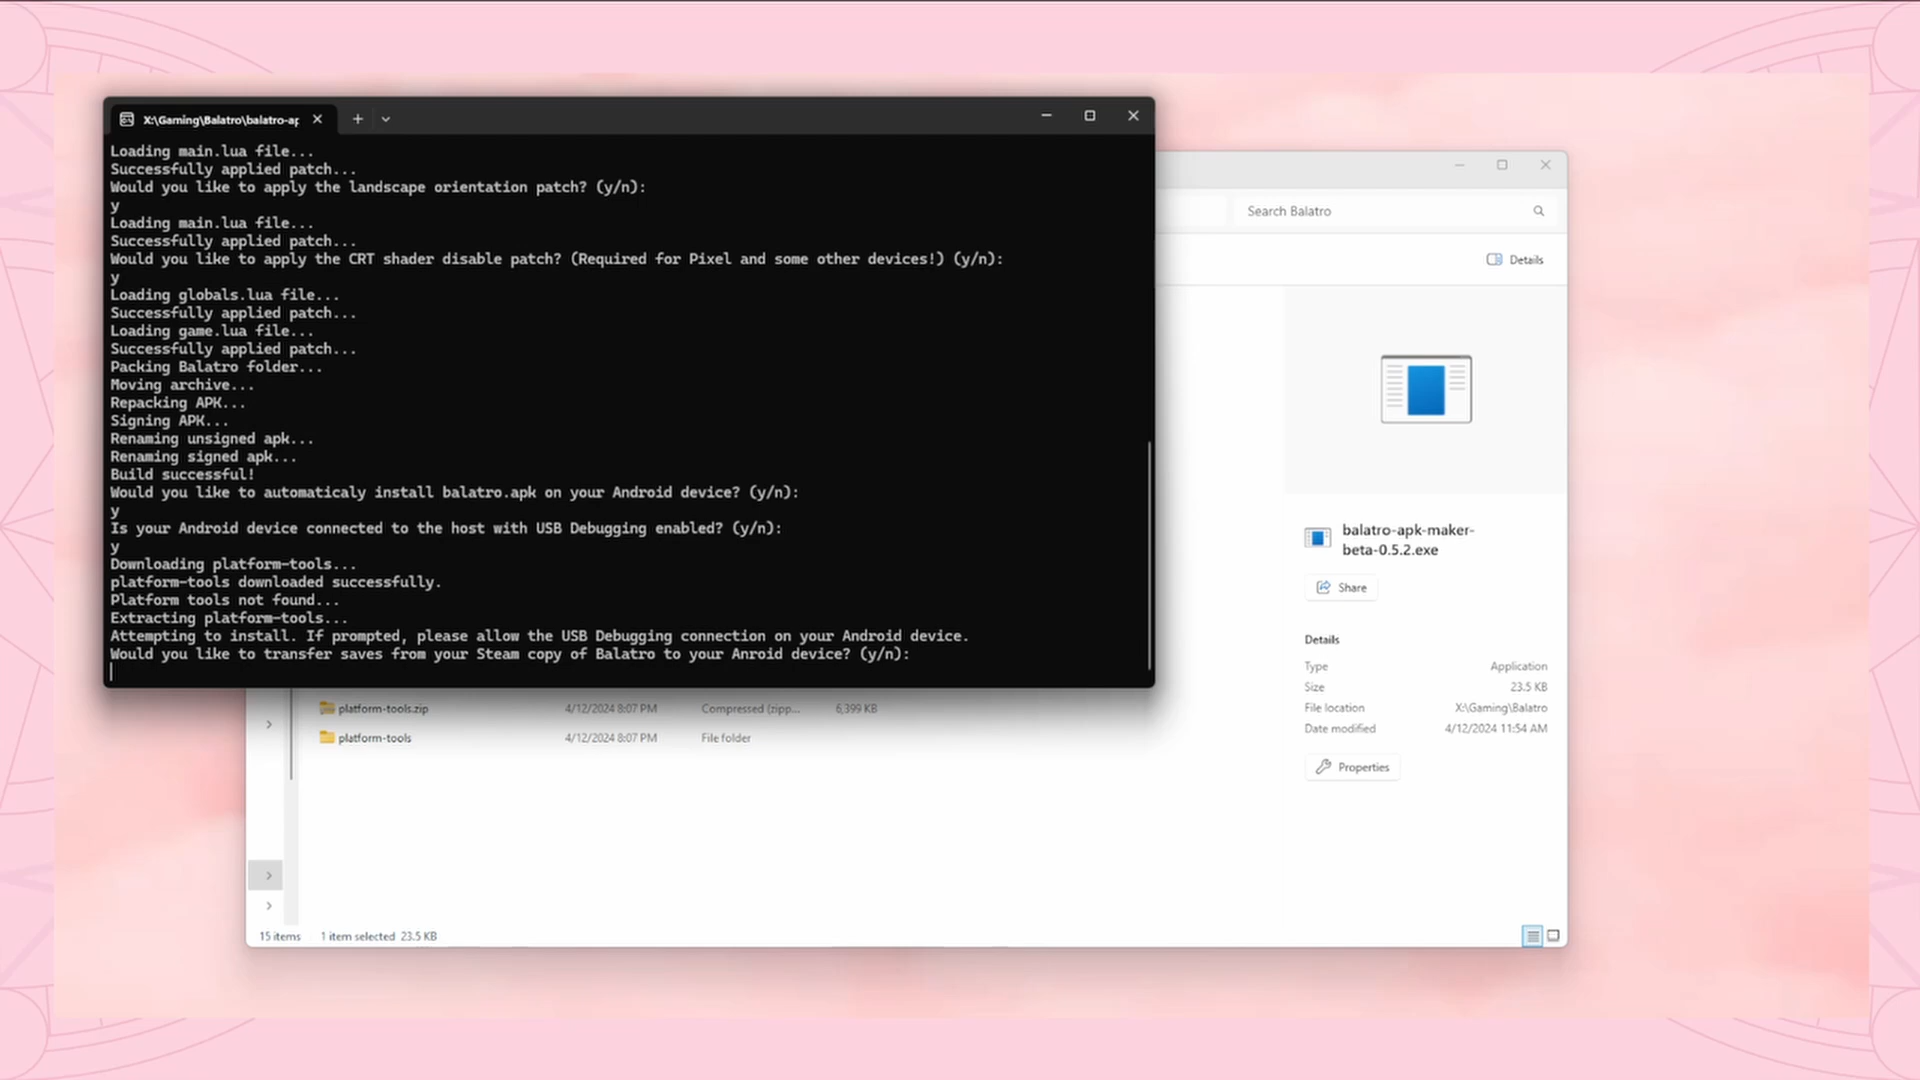 X:\Gaming\Balatro\balatro-ap
Loading main.lua file...
Successfully applied patch...
Would you like to apply the landscape orientation patch? (y/n):
y
Loading main.lua file...
Successfully applied patch...
Would you like to apply the CRT shader disable patch? (Required for Pixel and some other devices!) (y/n):
y
Loading globals.lua file...
Successfully applied patch...
Loading game.lua file...
Successfully applied patch...
Packing Balatro folder...
Moving archive...
Repacking APK...
Signing APK...
Renaming unsigned apk...
Renaming signed apk...
Build successful!
Would you like to automaticaly install balatro.apk on your Android device? (y/n):
y
Is your Android device connected to the host with USB Debugging enabled? (y/n):
y
Downloading platform-tools...
platform-tools downloaded successfully.
Platform tools not found...
Extracting platform-tools...
Attempting to install. If prompted, please allow the USB Debugging connection on your Android device.
Would you like to transfer saves from your Steam copy of Balatro to your Anroid device? (y/n):
Search Balatro
Details
balatro-apk-maker-
beta-0.5.2.exe
Share
Details
Type Application
Size 23.5 KB
File location X:\Gaming\Balatro
Date modified 4/12/2024 11:54 AM
Properties
platform-tools.zip 4/12/2024 8:07 PM Compressed (zipp... 6,399 KB
platform-tools 4/12/2024 8:07 PM File folder
15 items 1 item selected 23.5 KB